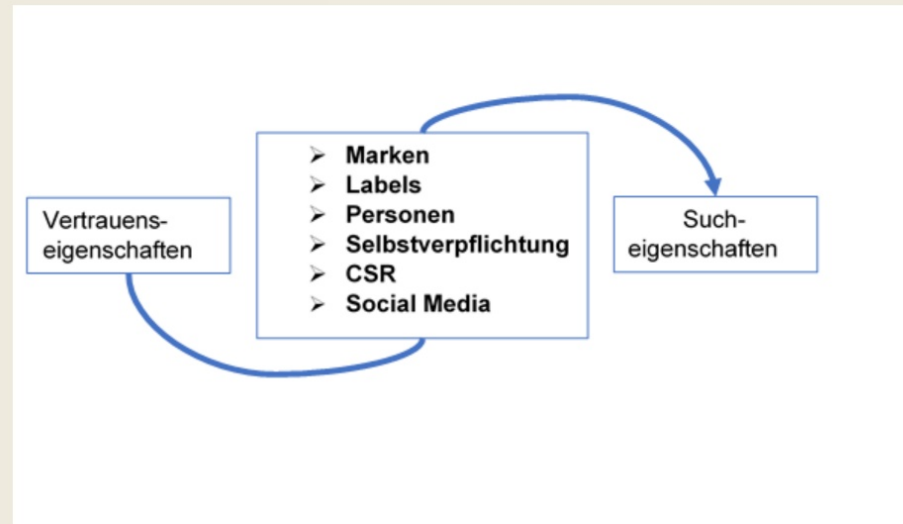 Vertrauens-
eigenschaften
➢ Marken
➢ Labels
➢ Personen
➢ Selbstverpflichtung
➢ CSR
➢ Social Media
Such-
eigenschaften